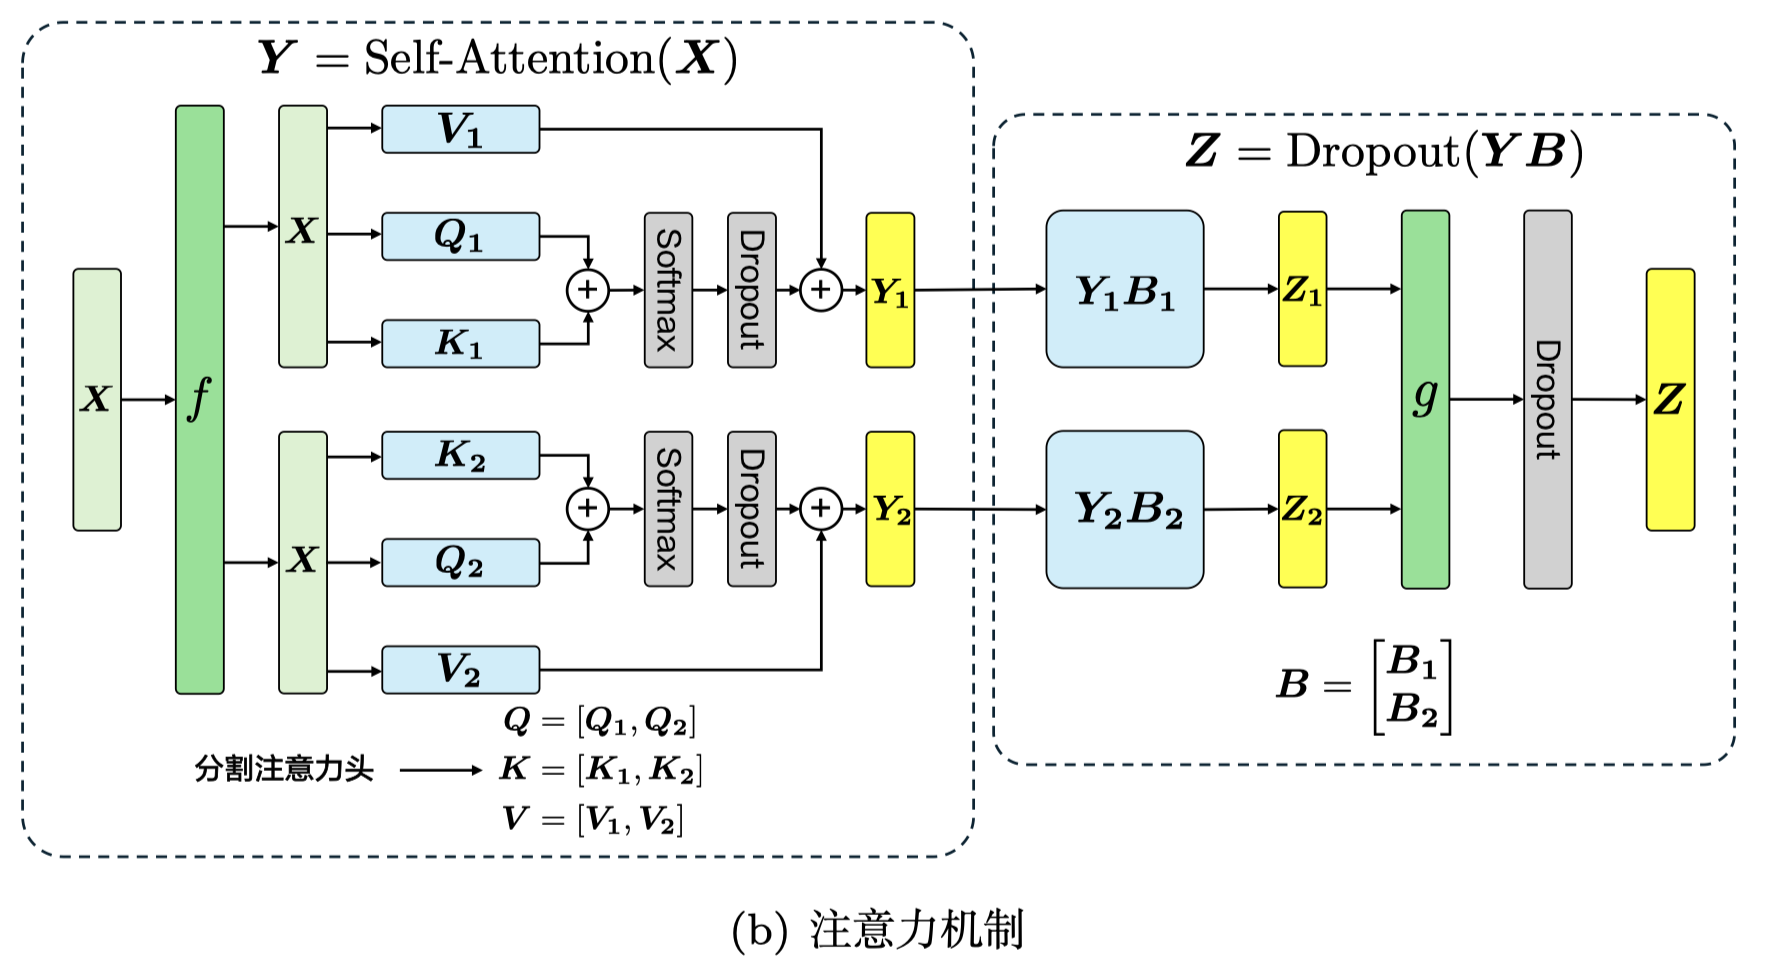 Y = Self-Attention(X)
X
f
X
V₁
Q₁
K₁
Softmax
Dropout
+
+
Y₁
X
K₂
Q₂
V₂
Softmax
Dropout
+
+
Y₂
分割注意力头
Q = [Q₁, Q₂]
K = [K₁, K₂]
V = [V₁, V₂]
Z = Dropout(Y B)
Y₁B₁
Z₁
Y₂B₂
Z₂
g
Dropout
Z
B = [B₁
B₂]
(b) 注意力机制